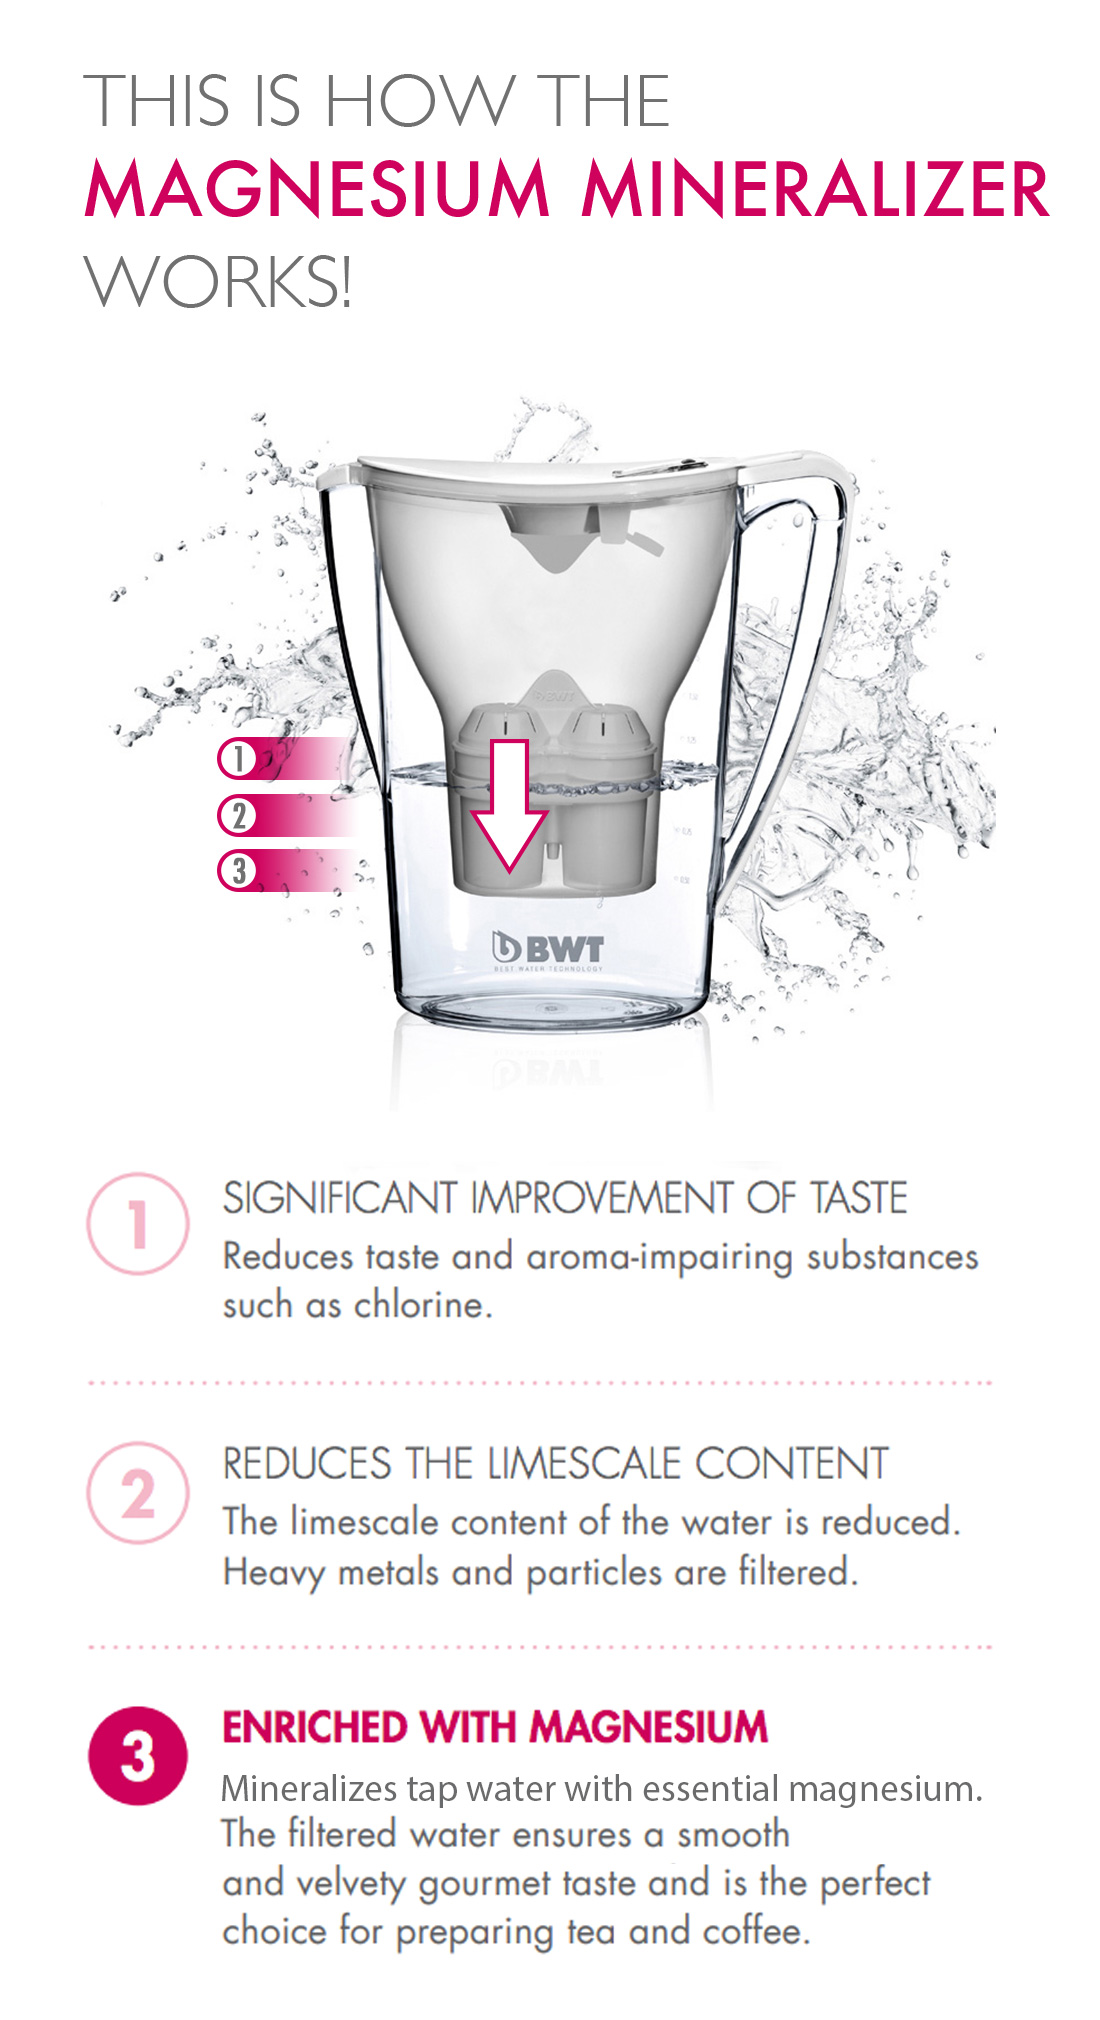 THIS IS HOW THE
MAGNESIUM MINERALIZER
WORKS!
BWT
1
2
3
BWT
BEST WATER TECHNOLOGY
1
SIGNIFICANT IMPROVEMENT OF TASTE
Reduces taste and aroma-impairing substances
such as chlorine.
2
REDUCES THE LIMESCALE CONTENT
The limescale content of the water is reduced.
Heavy metals and particles are filtered.
3
ENRICHED WITH MAGNESIUM
Mineralizes tap water with essential magnesium.
The filtered water ensures a smooth
and velvety gourmet taste and is the perfect
choice for preparing tea and coffee.